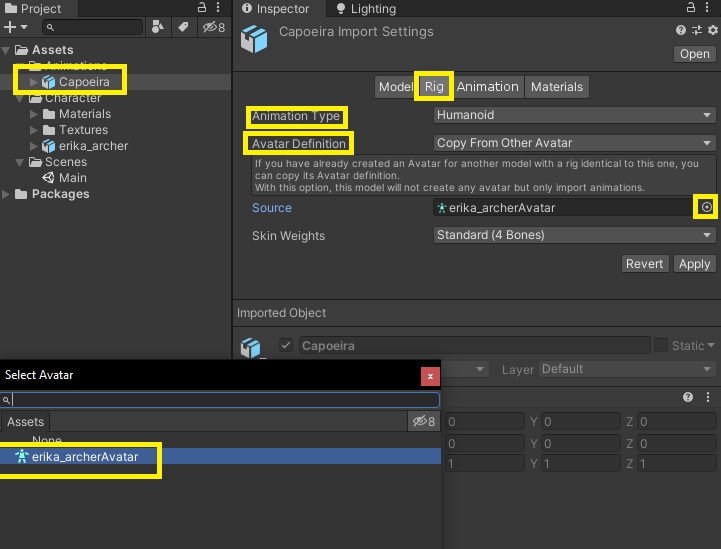 Project
8
Assets
Animations
Capoeira
Character
Materials
Textures
erika_archer
Scenes
Main
Packages
Inspector
Lighting
Capoeira Import Settings
Open
Model
Rig
Animation
Materials
Animation Type
Humanoid
Avatar Definition
Copy From Other Avatar
If you have already created an Avatar for another model with a rig identical to this one, you
can copy its Avatar definition.
With this option, this model will not create any avatar but only import animations.
Source
erika_archerAvatar
Skin Weights
Standard (4 Bones)
Revert
Apply
Imported Object
Capoeira
Static
Layer Default
Y 0 Z 0
0 Y 0 Z 0
1 Y 1 Z 1
Select Avatar
x
Assets
8
None
erika_archerAvatar